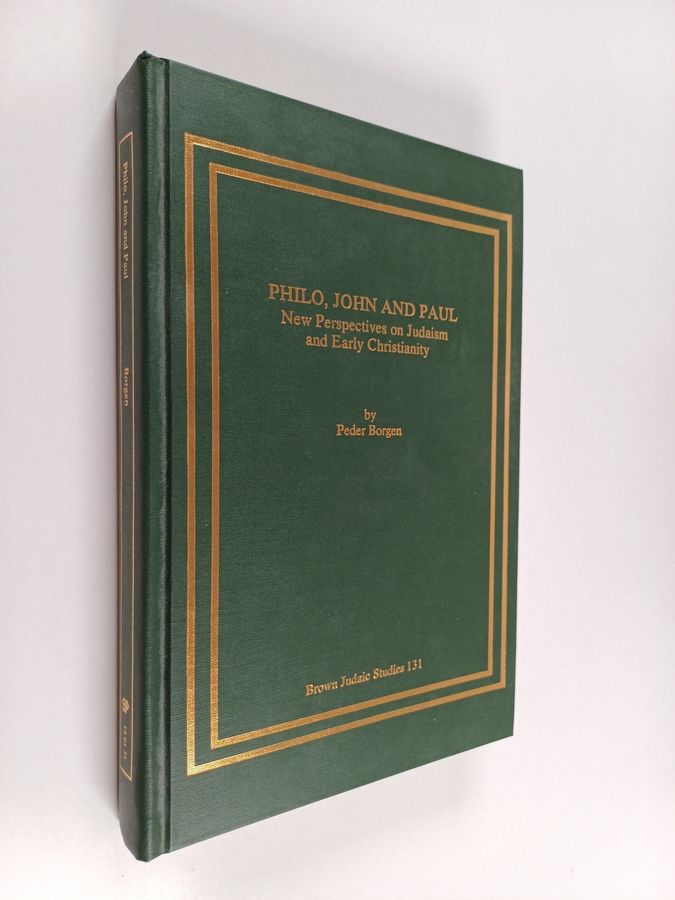 PHILO, JOHN AND PAUL
New Perspectives on Judaism
and Early Christianity
by
Peder Borgen
Brown Judaic Studies 131
Philo, John and Paul
Borgen